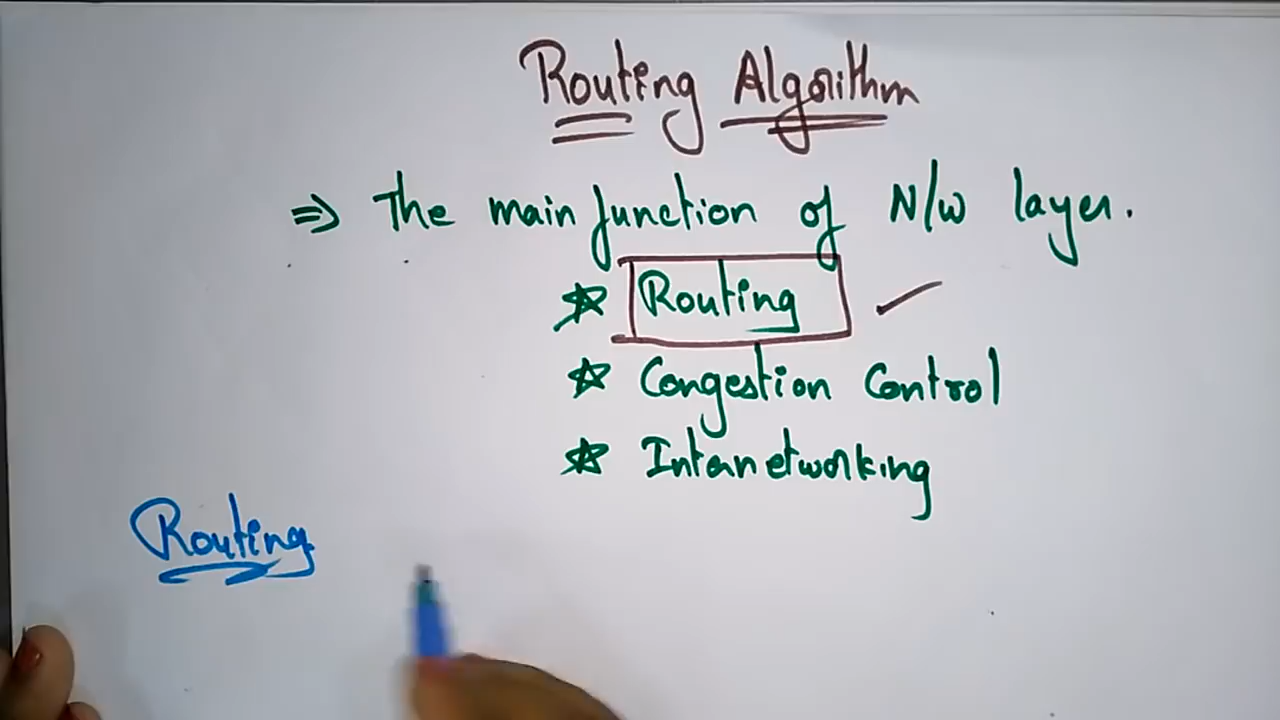 Routing Algorithm
⇒ The main function of N/w layer.
☆ Routing ✓
☆ Congestion Control
☆ Internetworking
Routing